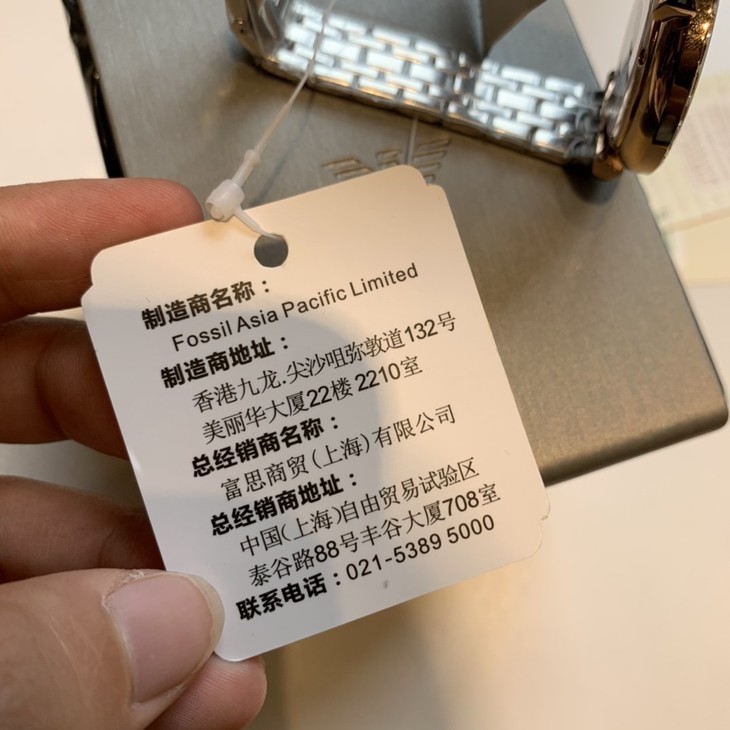 制造商名称：
Fossil Asia Pacific Limited
制造商地址：
香港九龙.尖沙咀弥敦道132号
美丽华大厦22楼 2210室
总经销商名称：
富思商贸(上海)有限公司
总经销商地址：
中国(上海)自由贸易试验区
泰谷路88号丰谷大厦708室
联系电话：021-5389 5000